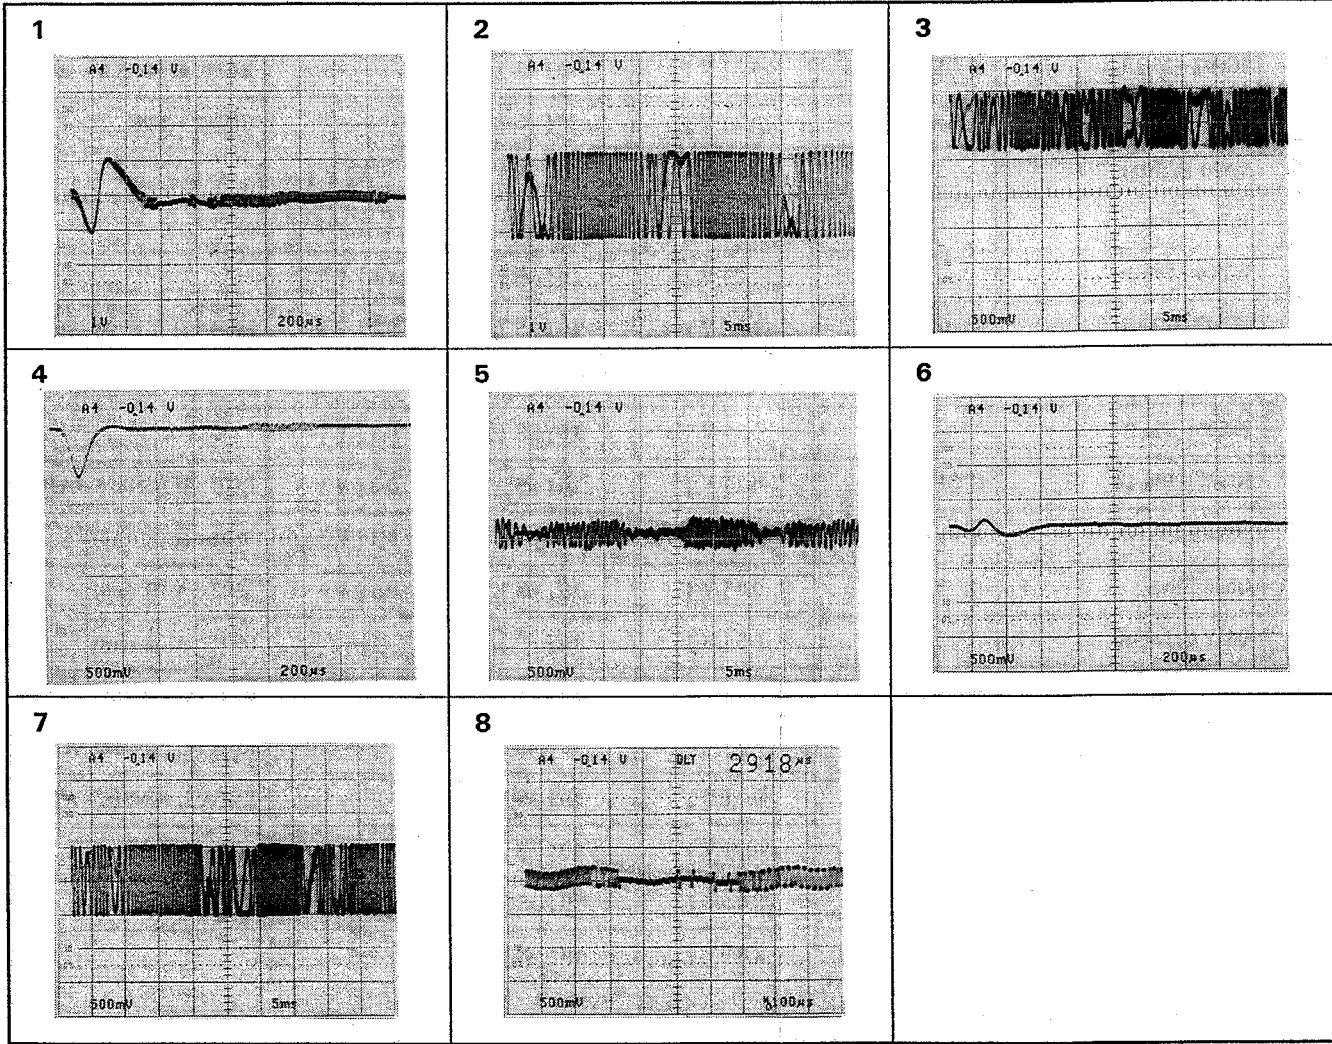 1
A4 -0.14 V
1V 200µs
2
A4 -0.14 V
1V 5ms
3
A4 -0.14 V
500mV 5ms
4
A4 -0.14 V
500mV 200µs
5
A4 -0.14 V
500mV 5ms
6
A4 -0.14 V
500mV 200µs
7
A4 -0.14 V
500mV 5ms
8
A4 -0.14 V DLT 2918µs
500mV 100µs